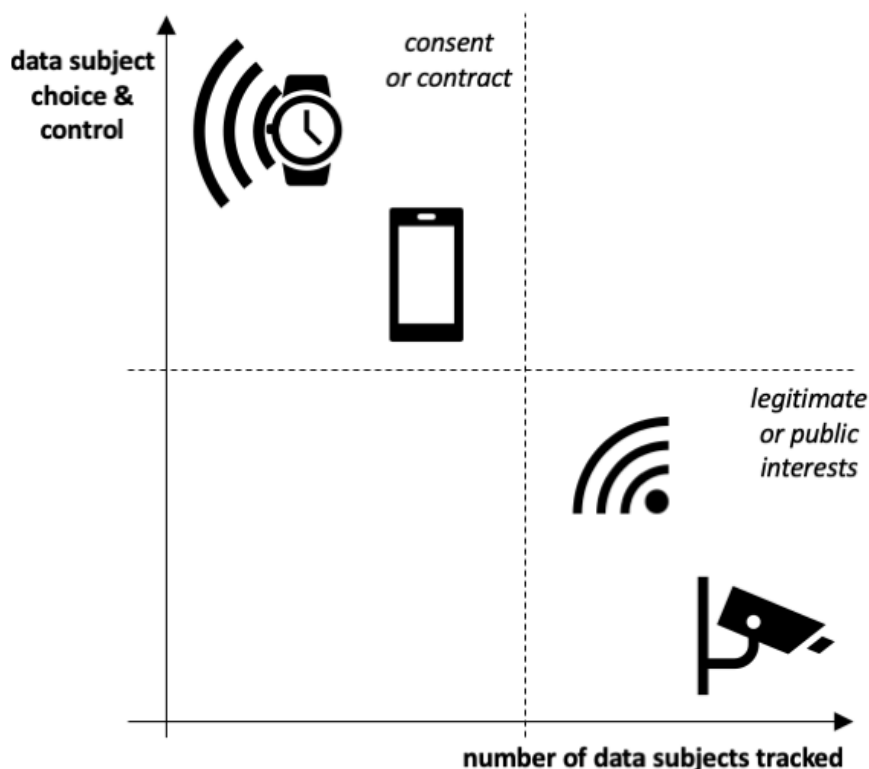 data subject
choice &
control
consent
or contract
legitimate
or public
interests
number of data subjects tracked